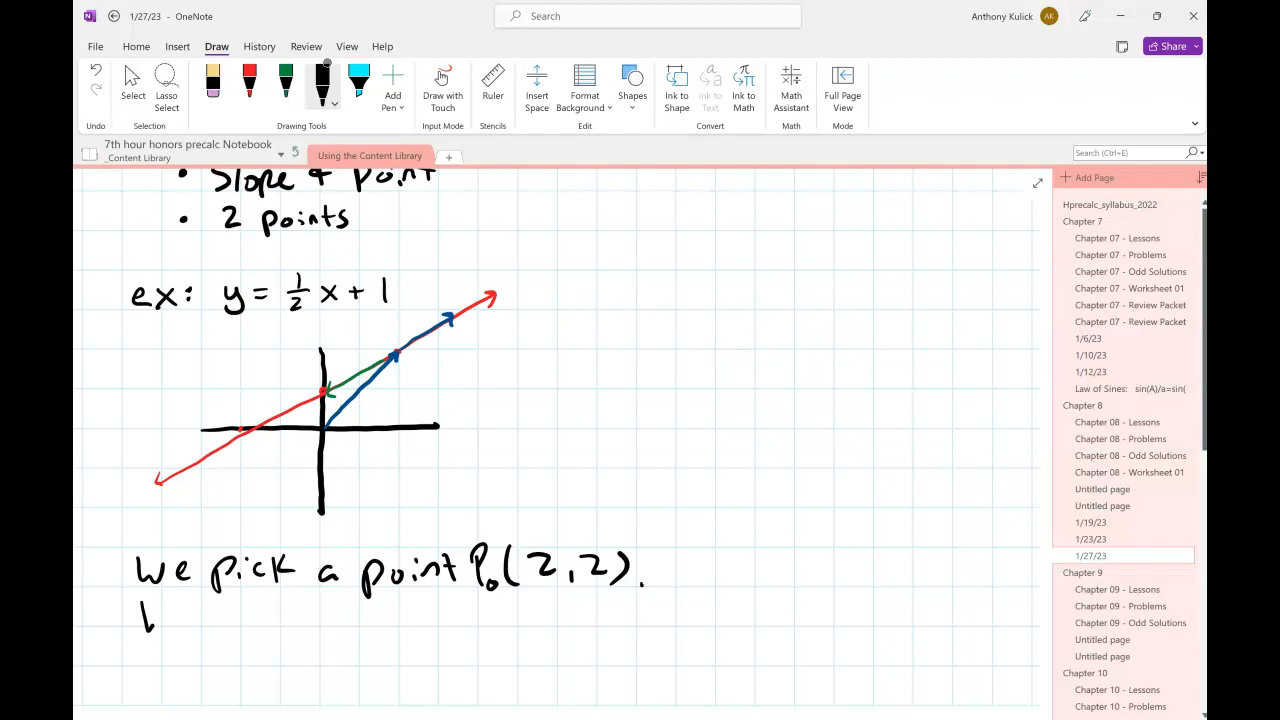 1/27/23 - OneNote
Search
Anthony Kulick
AK
File Home Insert Draw History Review View Help
Share
Undo
Select
Lasso Select
Add Pen
Draw with Touch
Ruler
Insert Space
Format Background
Shapes
Ink to Shape
Ink to Text
Ink to Math
Math Assistant
Full Page View
Undo Selection Drawing Tools Input Mode Stencils Edit Convert Math Mode
7th hour honors precalc Notebook
_Content Library
Using the Content Library
Search (Ctrl+E)
Add Page
• Slope & point
• 2 points
ex: y = 1/2 x + 1
We pick a point P₀(2,2).
Hprecalc_syllabus_2022
Chapter 7
Chapter 07 - Lessons
Chapter 07 - Problems
Chapter 07 - Odd Solutions
Chapter 07 - Worksheet 01
Chapter 07 - Review Packet
Chapter 07 - Review Packet
1/6/23
1/10/23
1/12/23
Law of Sines: sin(A)/a=sin(
Chapter 8
Chapter 08 - Lessons
Chapter 08 - Problems
Chapter 08 - Odd Solutions
Chapter 08 - Worksheet 01
Untitled page
Untitled page
1/19/23
1/23/23
1/27/23
Chapter 9
Chapter 09 - Lessons
Chapter 09 - Problems
Chapter 09 - Odd Solutions
Untitled page
Untitled page
Chapter 10
Chapter 10 - Lessons
Chapter 10 - Problems